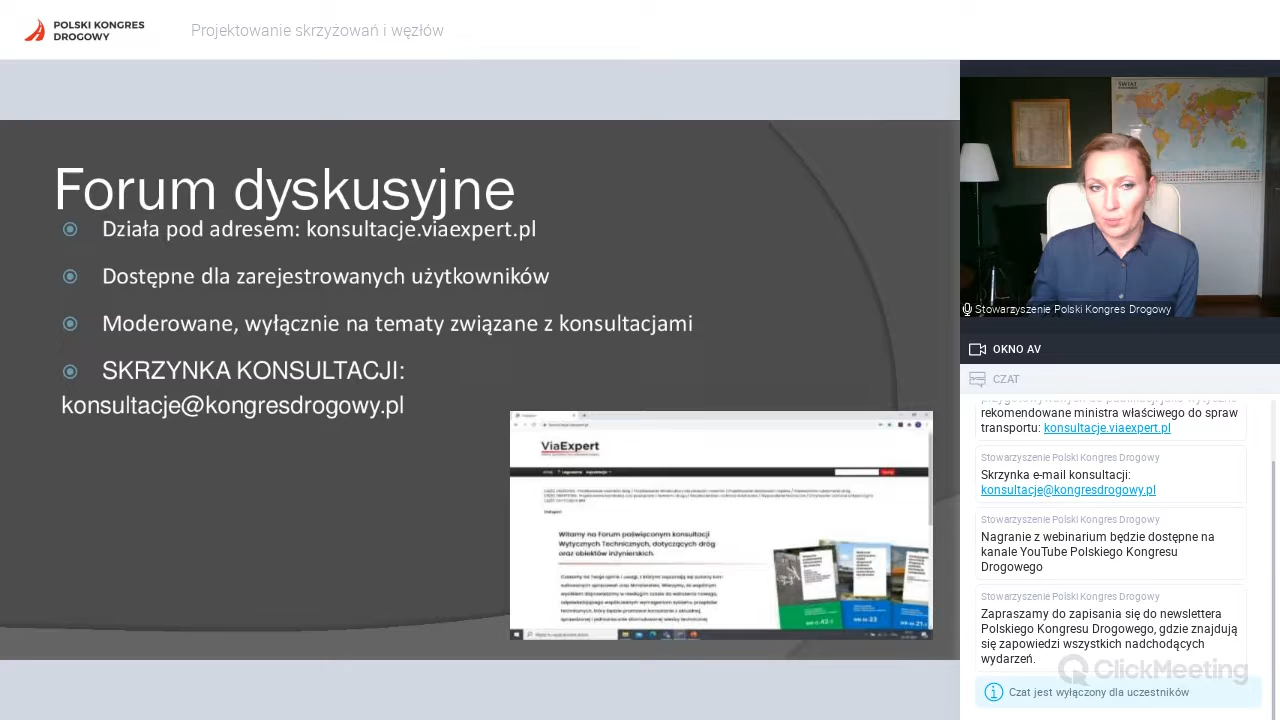 POLSKI KONGRES
DROGOWY
Projektowanie skrzyżowań i węzłów
Forum dyskusyjne
Działa pod adresem: konsultacje.viaexpert.pl
Dostępne dla zarejestrowanych użytkowników
Moderowane, wyłącznie na tematy związane z konsultacjami
SKRZYNKA KONSULTACJI:
konsultacje@kongresdrogowy.pl
ViaExpert
Witamy na Forum poświęconym konsultacji
Wytycznych Technicznych, dotyczących dróg
oraz obiektów inżynierskich.
ŚWIAT
Stowarzyszenie Polski Kongres Drogowy
OKNO AV
CZAT
rekomendowane ministra właściwego do spraw
transportu: konsultacje.viaexpert.pl
Stowarzyszenie Polski Kongres Drogowy
Skrzynka e-mail konsultacji:
konsultacje@kongresdrogowy.pl
Stowarzyszenie Polski Kongres Drogowy
Nagranie webinarium będzie dostępne na
kanale YouTube Polskiego Kongresu
Drogowego
Stowarzyszenie Polski Kongres Drogowy
Zapraszamy do zapisania się do newslettera
Polskiego Kongresu Drogowego, gdzie znajdują
się zapowiedzi wszystkich nadchodzących
wydarzeń.
ClickMeeting
Czat jest wyłączony dla uczestników